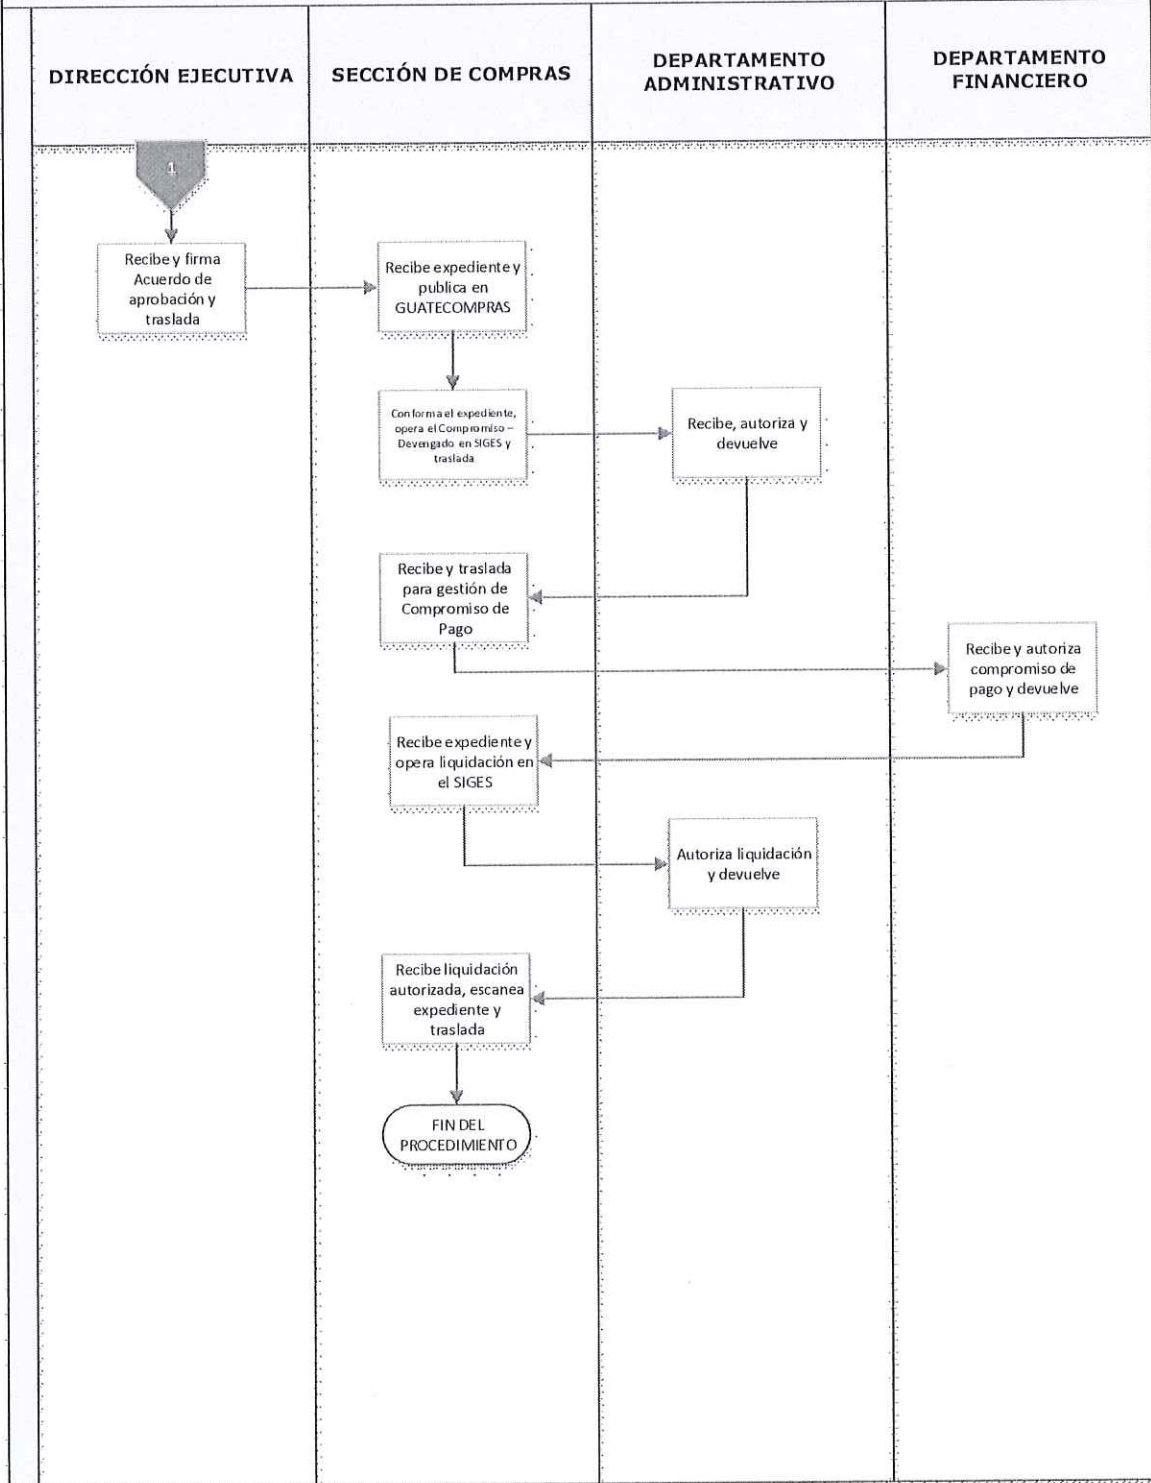 DIRECCIÓN EJECUTIVA
SECCIÓN DE COMPRAS
DEPARTAMENTO
ADMINISTRATIVO
DEPARTAMENTO
FINANCIERO
1
Recibe y firma
Acuerdo de
aprobación y
traslada
Recibe expediente y
publica en
GUATECOMPRAS
Conforma el expediente,
opera el Compromiso –
Devengado en SIGES y
traslada
Recibe, autoriza y
devuelve
Recibe y traslada
para gestión de
Compromiso de
Pago
Recibe y autoriza
compromiso de
pago y devuelve
Recibe expediente y
opera liquidación en
el SIGES
Autoriza liquidación
y devuelve
Recibe liquidación
autorizada, escanea
expediente y
traslada
FIN DEL
PROCEDIMIENTO